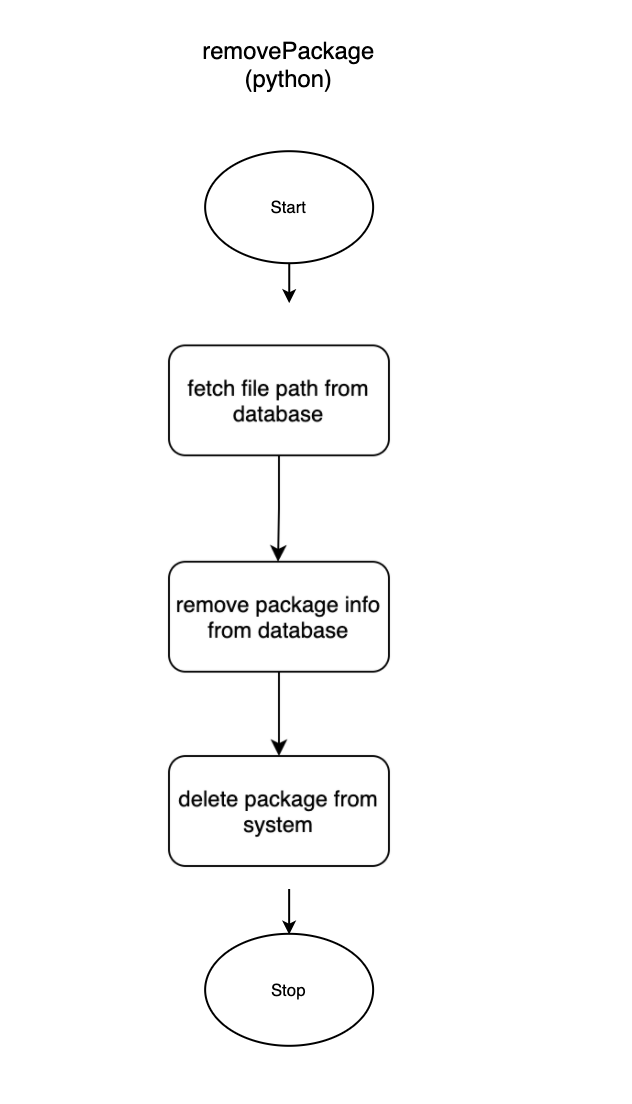 removePackage
(python)
Start
fetch file path from
database
remove package info
from database
delete package from
system
Stop